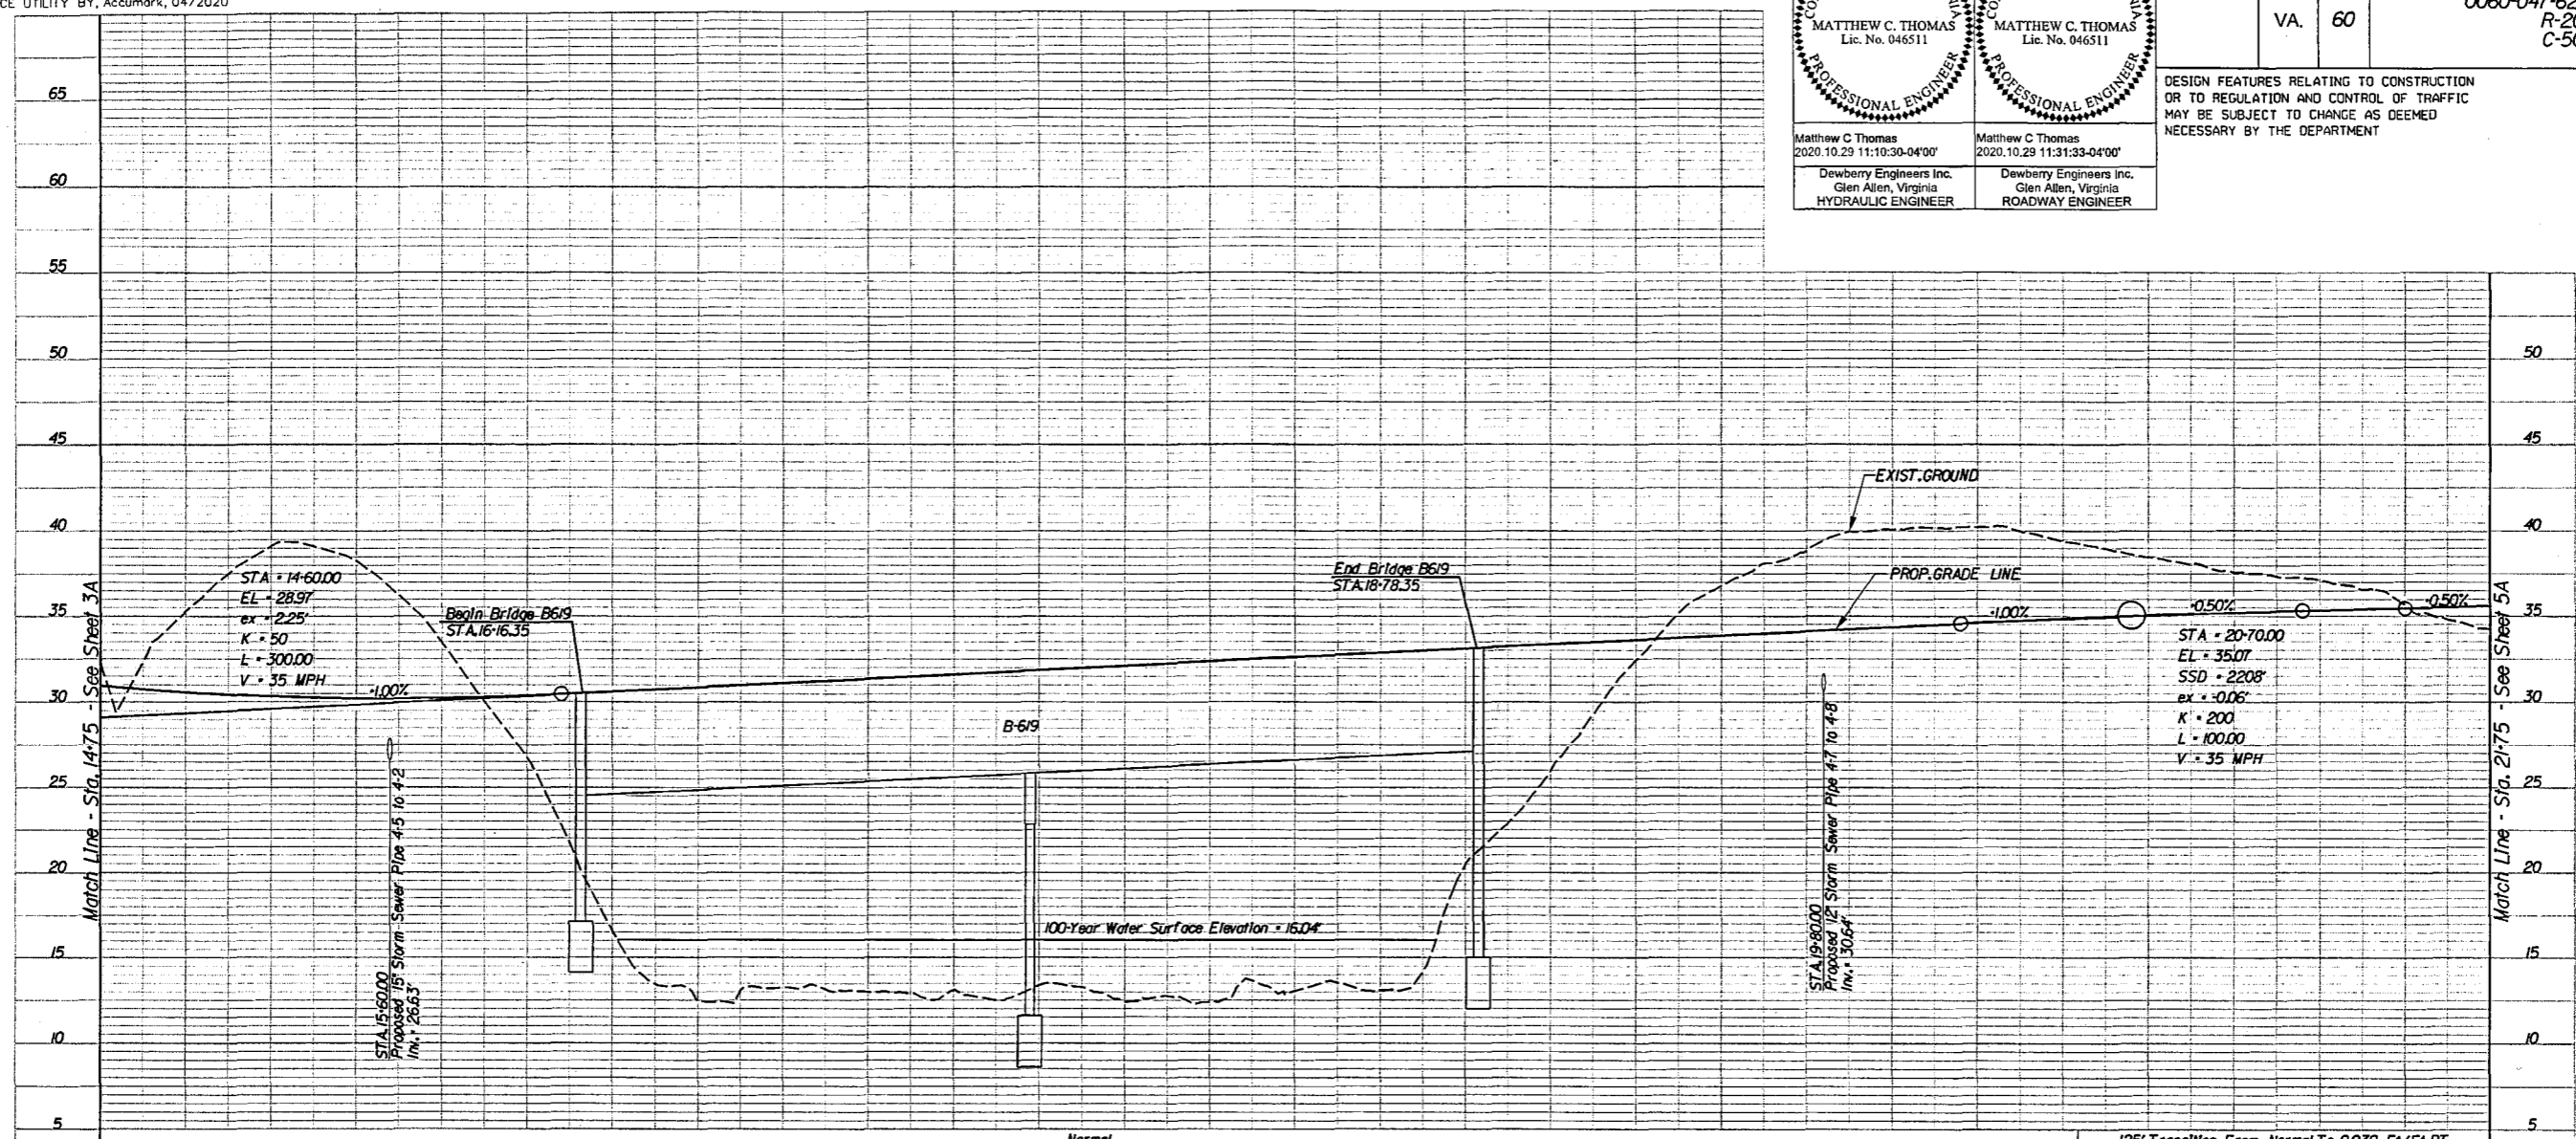 CE UTILITY BY, Accumark, 04/2020
MATTHEW C. THOMAS
Lic. No. 046511
PROFESSIONAL ENGINEER
Matthew C Thomas
2020.10.29 11:10:30-04'00'
Dewberry Engineers Inc.
Glen Allen, Virginia
HYDRAULIC ENGINEER
MATTHEW C. THOMAS
Lic. No. 046511
PROFESSIONAL ENGINEER
Matthew C Thomas
2020.10.29 11:31:33-04'00'
Dewberry Engineers Inc.
Glen Allen, Virginia
ROADWAY ENGINEER
VA.
60
DESIGN FEATURES RELATING TO CONSTRUCTION
OR TO REGULATION AND CONTROL OF TRAFFIC
MAY BE SUBJECT TO CHANGE AS DEEMED
NECESSARY BY THE DEPARTMENT
65
60
55
50
45
40
35
30
25
20
15
10
5
Match Line - Sta. 14+75 - See Sheet 3A
STA = 14+60.00
EL = 28.97'
ex = 2.25'
K = 50
L = 300.00
V = 35 MPH
+1.00%
STA. 15+60.00
Proposed 15" Storm Sewer Pipe 4-5 to 4-2
Inv. = 26.63'
Begin Bridge B619
STA. 16+16.35
B-619
100-Year Water Surface Elevation = 16.04'
End Bridge B619
STA. 18+78.35
EXIST. GROUND
PROP. GRADE LINE
STA. 19+80.00
Proposed 12" Storm Sewer Pipe 4-7 to 4-8
Inv. = 30.64'
+1.00%
+0.50%
STA = 20+70.00
EL = 35.07'
SSD = 2208'
ex = -0.06'
K = 200
L = 100.00
V = 35 MPH
Match Line - Sta. 21+75 - See Sheet 5A
50
45
40
35
30
25
20
15
10
5
Normal